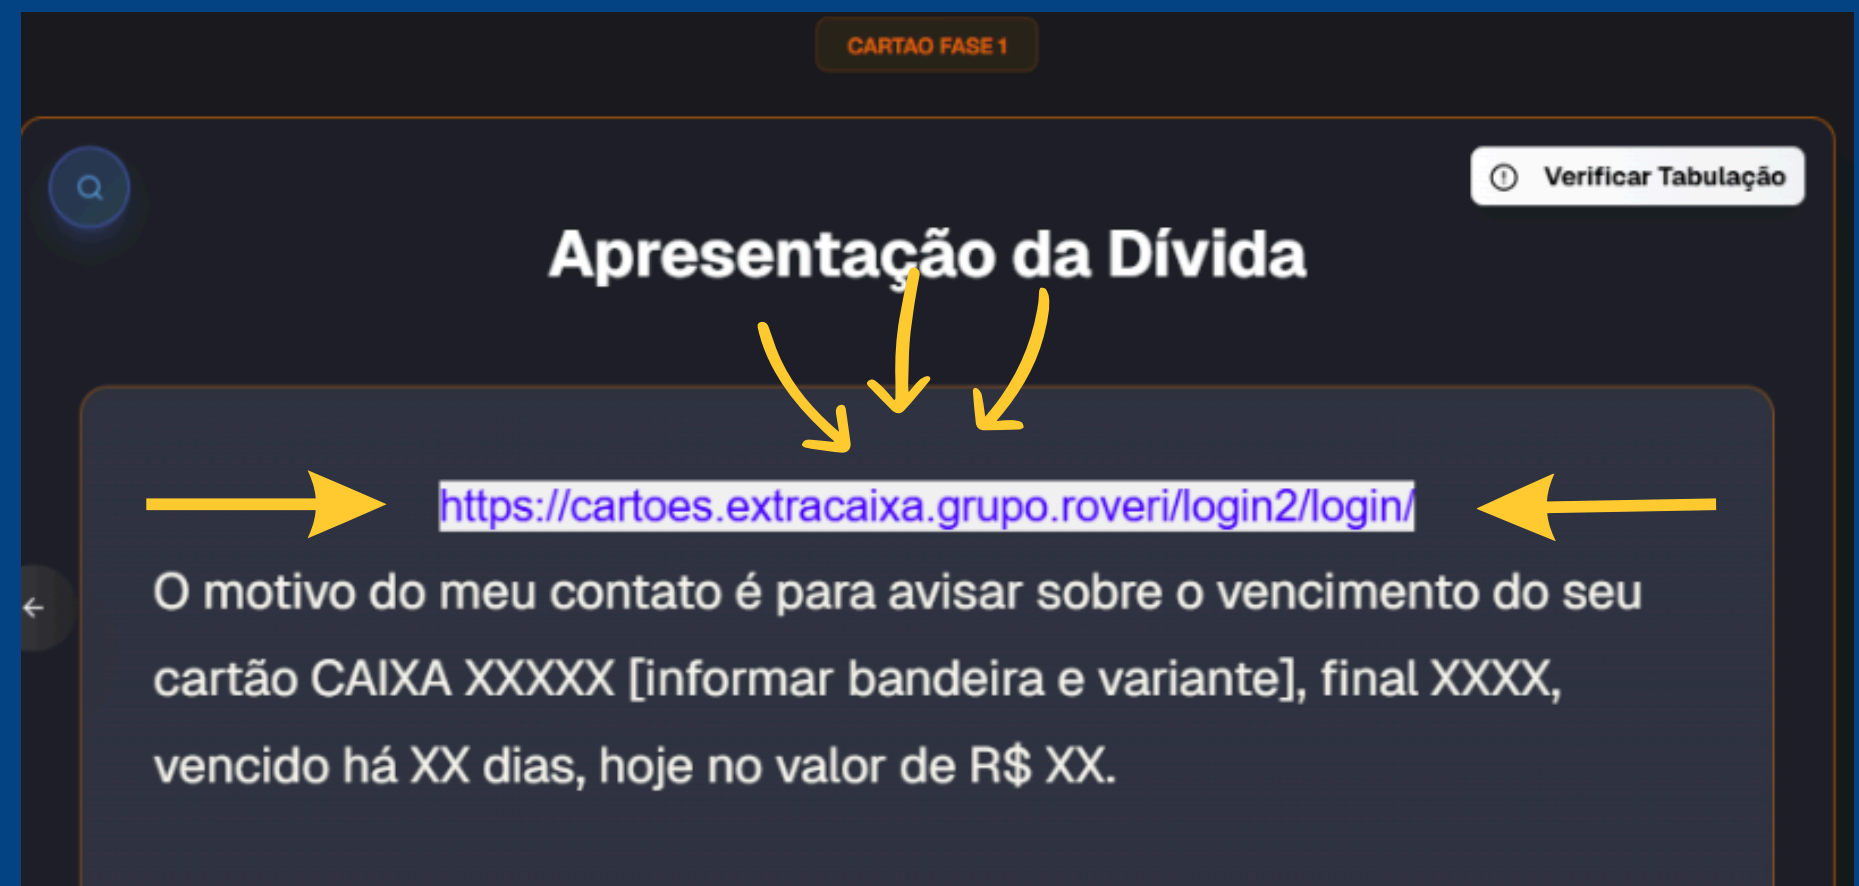 CARTAO FASE 1
Verificar Tabulação
Apresentação da Dívida
https://cartoes.extracaixa.grupo.roveri/login2/login/
O motivo do meu contato é para avisar sobre o vencimento do seu
cartão CAIXA XXXXX [informar bandeira e variante], final XXXX,
vencido há XX dias, hoje no valor de R$ XX.